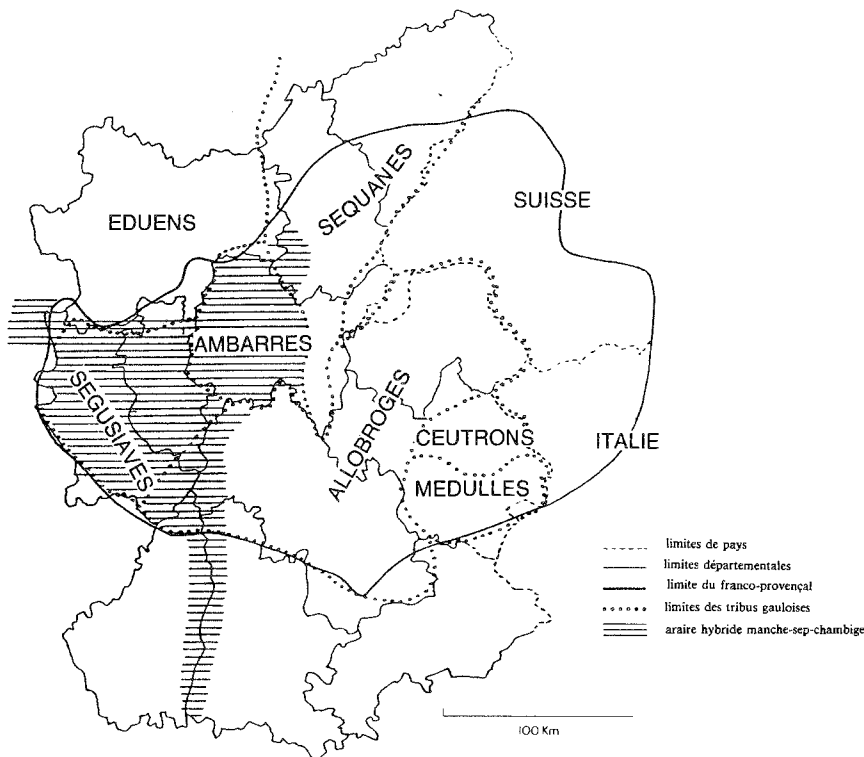 SEQUANES
SUISSE
EDUENS
AMBARRES
SEGUSIAVES
ALLOBROGES
CEUTRONS
ITALIE
MEDULLES
limites de pays
limites départementales
limite du franco-provençal
limites des tribus gauloises
araire hybride manche-sep-chambige
100 Km